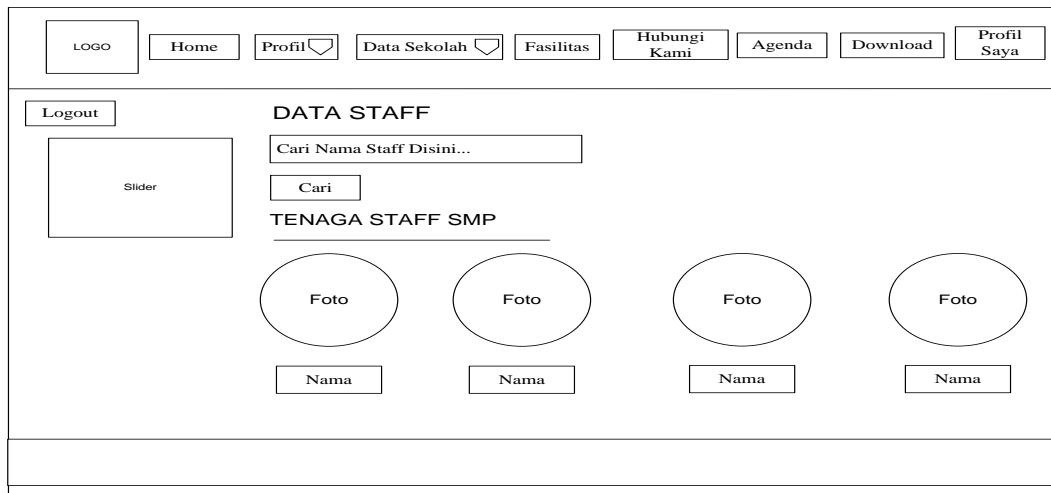 LOGO
Home
Profil
Data Sekolah
Fasilitas
Hubungi
Kami
Agenda
Download
Profil
Saya
Logout
Slider
DATA STAFF
Cari Nama Staff Disini...
Cari
TENAGA STAFF SMP
Foto
Foto
Foto
Foto
Nama
Nama
Nama
Nama